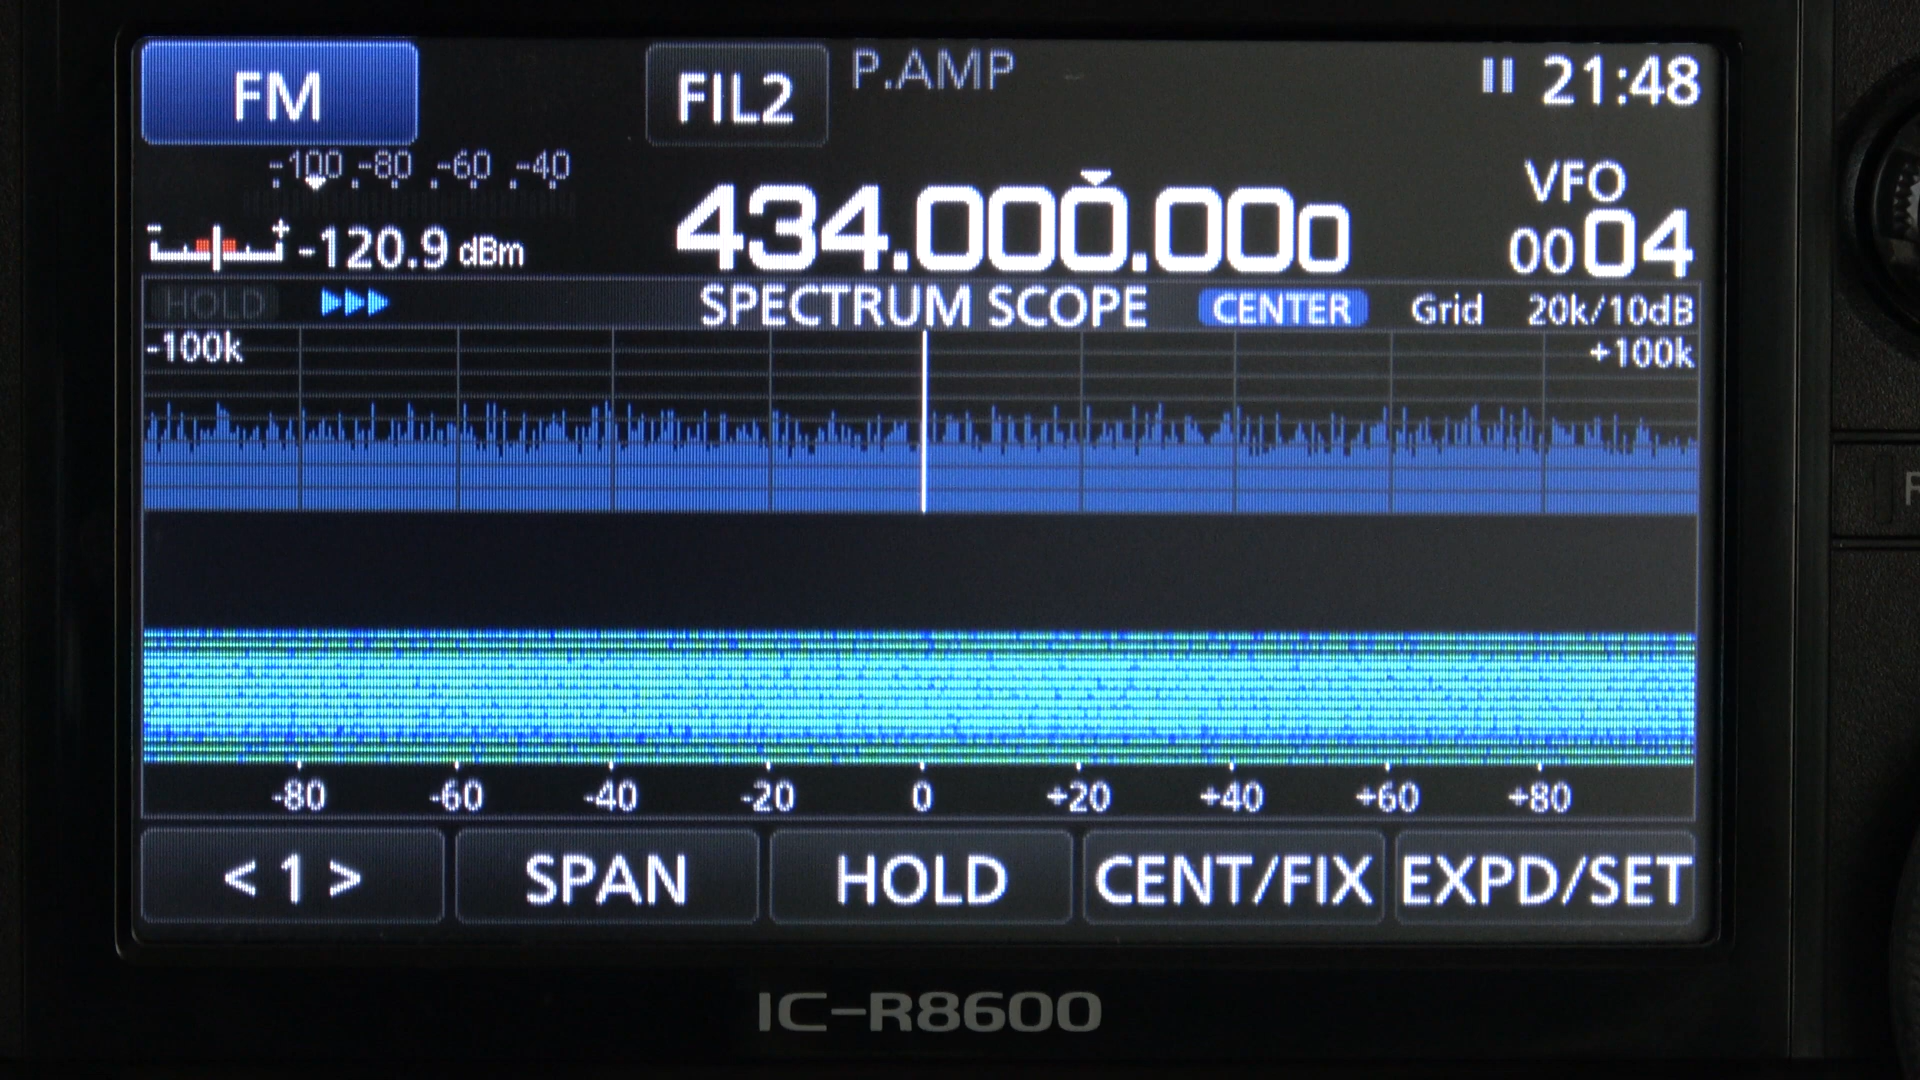 FM FIL2 P.AMP 21:48
-100 -80 -60 -40
VFO
434.000.000
- + -120.9 dBm 0004
HOLD SPECTRUM SCOPE CENTER Grid 20k/10dB
-100k +100k
-80 -60 -40 -20 0 +20 +40 +60 +80
< 1 > SPAN HOLD CENT/FIX EXPD/SET
IC-R8600